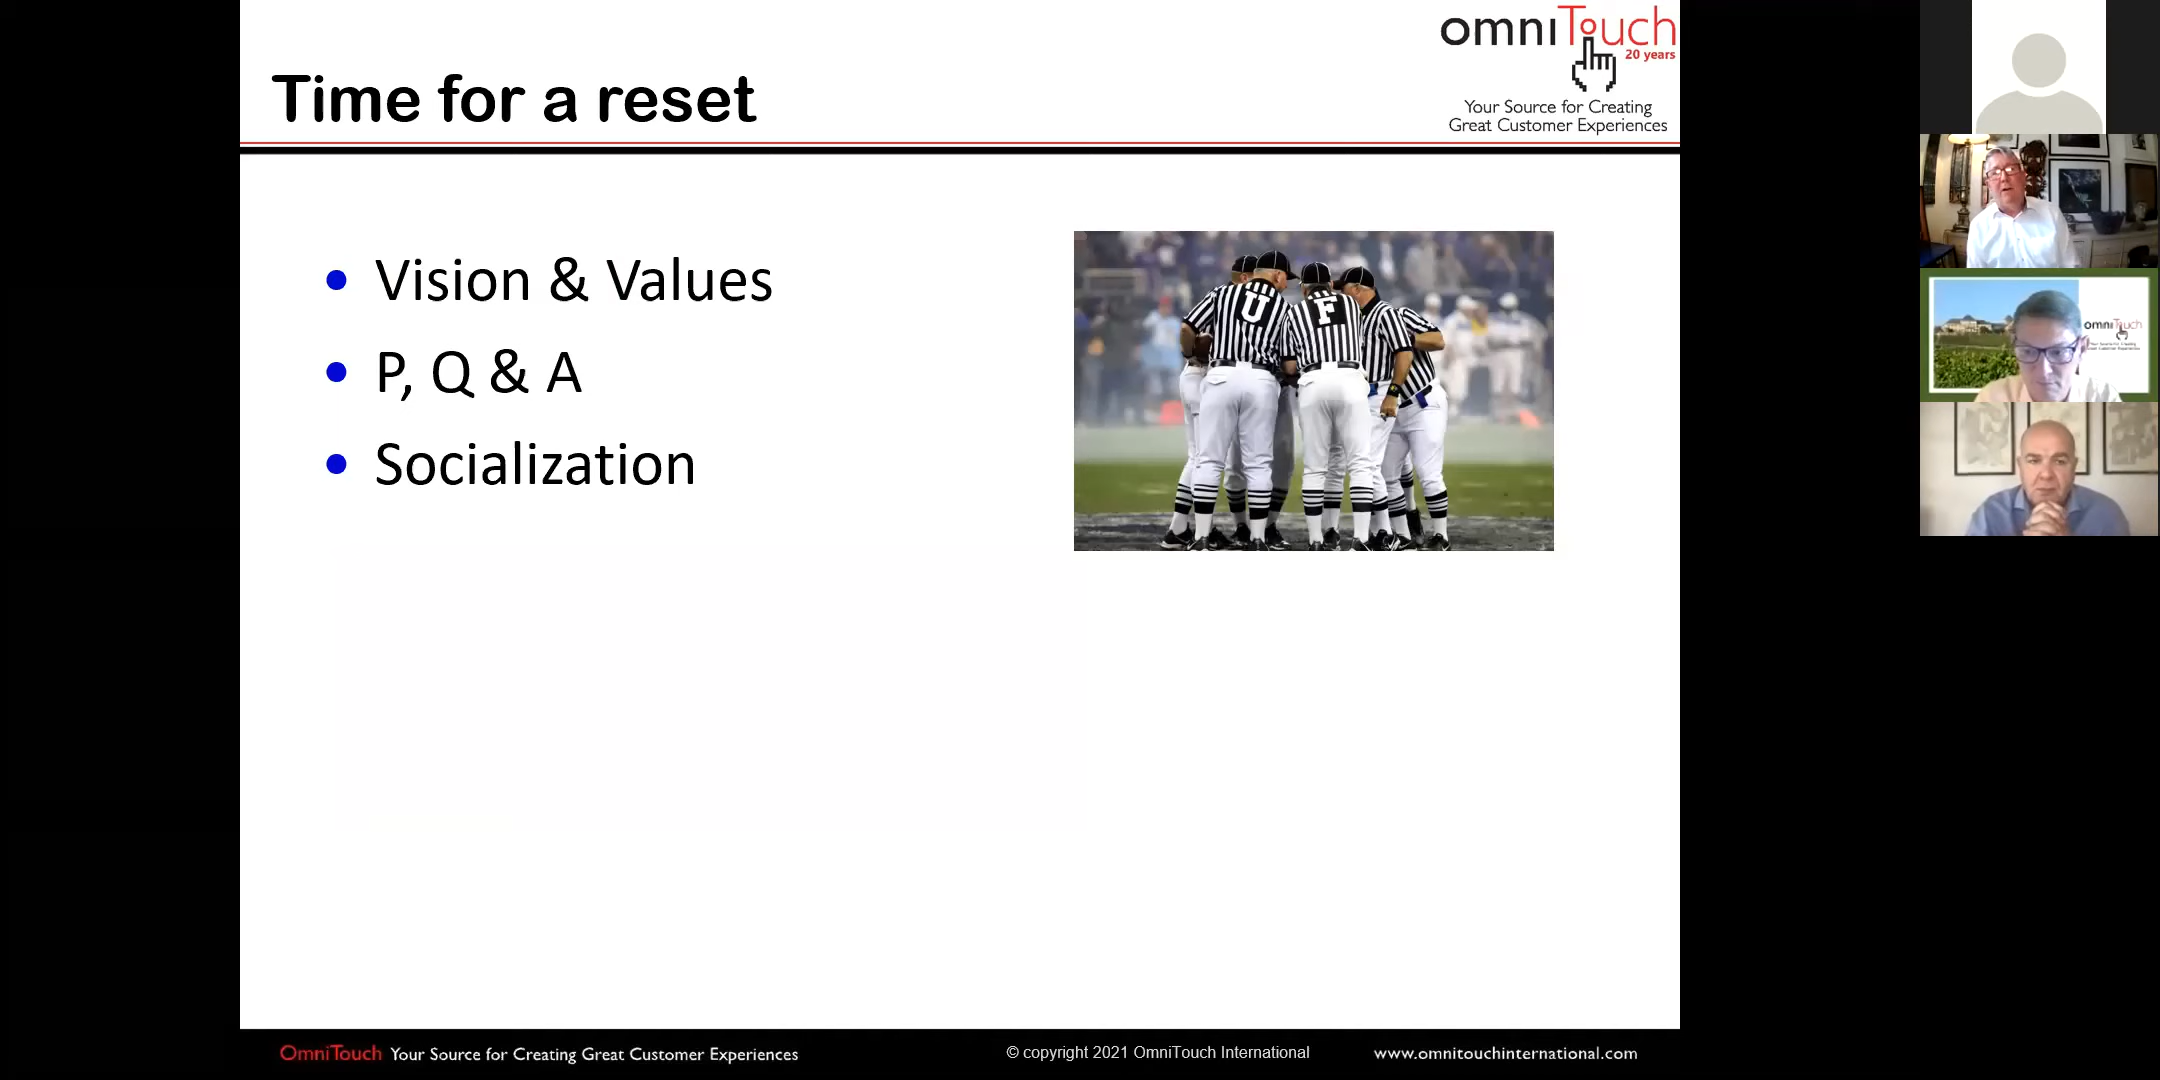 omniTouch
20 years
Your Source for Creating
Great Customer Experiences
Time for a reset
• Vision & Values
• P, Q & A
• Socialization
U
F
omniTouch
OmniTouch Your Source for Creating Great Customer Experiences
© copyright 2021 OmniTouch International
www.omnitouchinternational.com